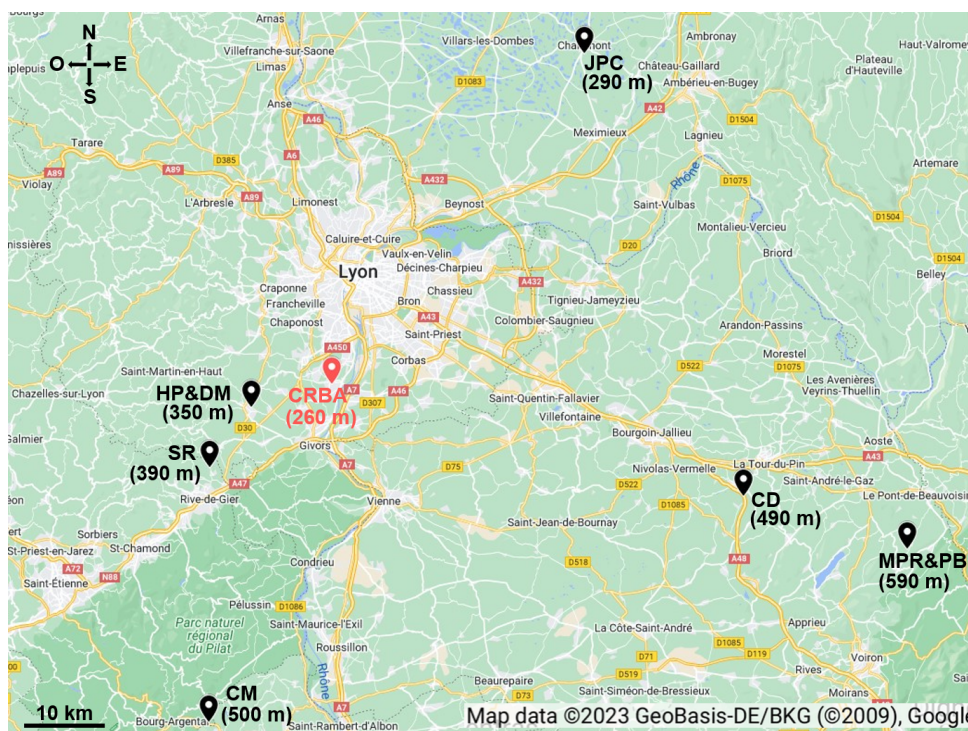 Arnas
Ambronay
N
O E
S
Villefranche-sur-Saone
Limas
Villars-les-Dombes
JPC
(290 m)
Haut-Valromey
Château-Gaillard
Ambérieu-en-Bugey
Plateau
d'Hauteville
D1083
Anse
A46
A42
Meximieux
D1504
Lagnieu
Tarare
A6
D385
A89
A89
Violay
A89
A432
Rhône
D1075
Artemare
L'Arbresle
Limonest
Beynost
Saint-Vulbas
D1504
Montalieu-Vercieu
Caluire-et-Cuire
Vaulx-en-Velin
D20
Briord
D1504
Lyon
Décines-Charpieu
Belley
Craponne
Chassieu
A432
Francheville
Bron
Tignieu-Jameyzieu
Chaponost
A43
Colombier-Saugnieu
Arandon-Passins
Saint-Priest
A450
Corbas
Morestel
Saint-Martin-en-Haut
D522
D1075
Chazelles-sur-Lyon
HP&DM
(350 m)
CRBA
(260 m)
A7
A46
D307
Les Avenières
Veyrins-Thuellin
Saint-Quentin-Fallavier
Villefontaine
D30
Givors
Bourgoin-Jallieu
Aoste
A43
SR
(390 m)
A7
D75
Nivolas-Vermelle
La Tour-du-Pin
A47
D522
Saint-André-le-Gaz
Rive-de-Gier
Vienne
D1085
CD
(490 m)
Le Pont-de-Beauvoisin
Saint-Jean-de-Bournay
Sorbiers
St-Priest-en-Jarez
St-Chamond
A72
N88
Saint-Étienne
Condrieu
D518
A48
MPR&PB
(590 m)
Pélussin
D1086
Parc naturel
régional
du Pilat
Saint-Maurice-l'Exil
Roussillon
La Côte-Saint-André
D1085
Apprieu
D71
D119
Voiron
Rhône
Beaurepaire
D519
Rives
Moirans
D73
Saint-Siméon-de-Bressieux
CM
(500 m)
A7
10 km
Bourg-Argental
Saint-Rambert-d'Albon
Map data ©2023 GeoBasis-DE/BKG (©2009), Google